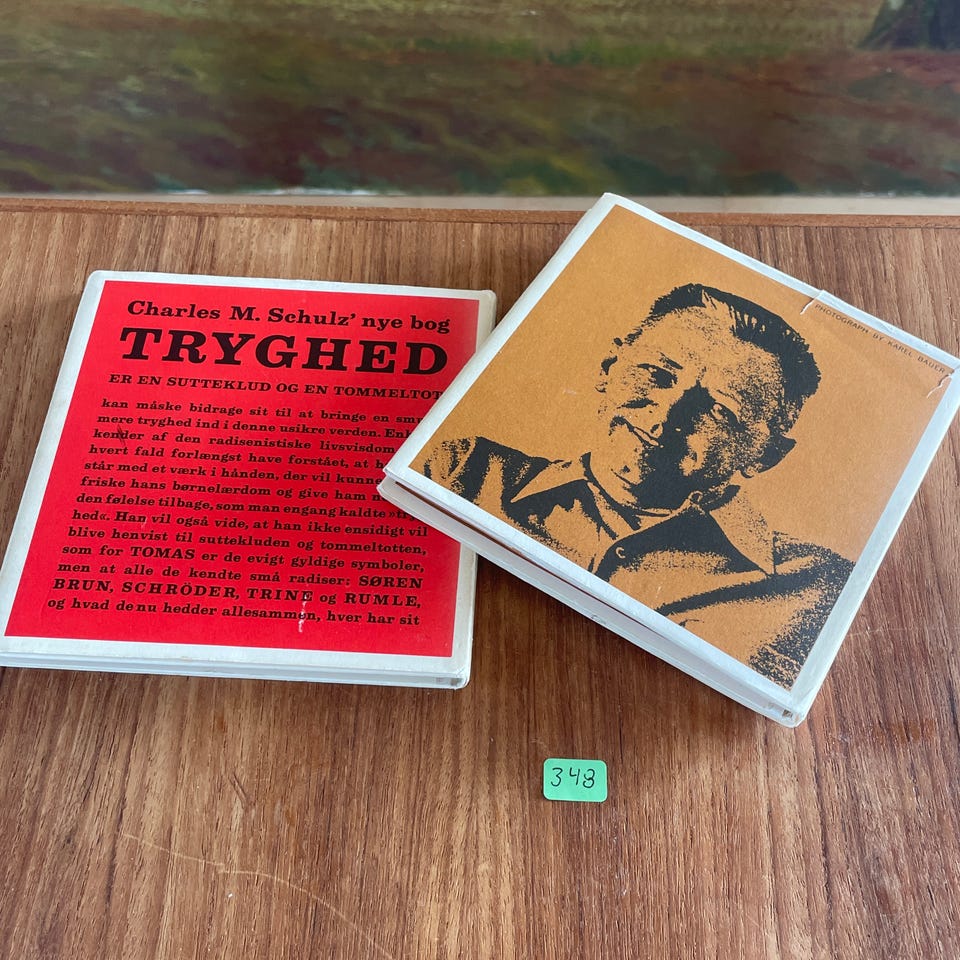 Charles M. Schulz' nye bog
TRYGHED
ER EN SUTTEKLUD OG EN TOMMELTOT
kan måske bidrage sit til at bringe en smu
mere tryghed ind i denne usikre verden. Enh
kender af den radisenistiske livsvisdom
hvert fald forlængst have forstået, at h
står med et værk i hånden, der vil kunne
friske hans børnelærdom og give ham
den følelse tilbage, som man engang kaldte »try
hed«. Han vil også vide, at han ikke ensidigt vil
blive henvist til suttekluden og tommeltotten,
som for TOMAS er de evigt gyldige symboler,
men at alle de kendte små radiser: SØREN
BRUN, SCHRÖDER, TRINE og RUMLE,
og hvad de nu hedder allesammen, hver har sit
PHOTOGRAPH BY KAREL BAUER
348